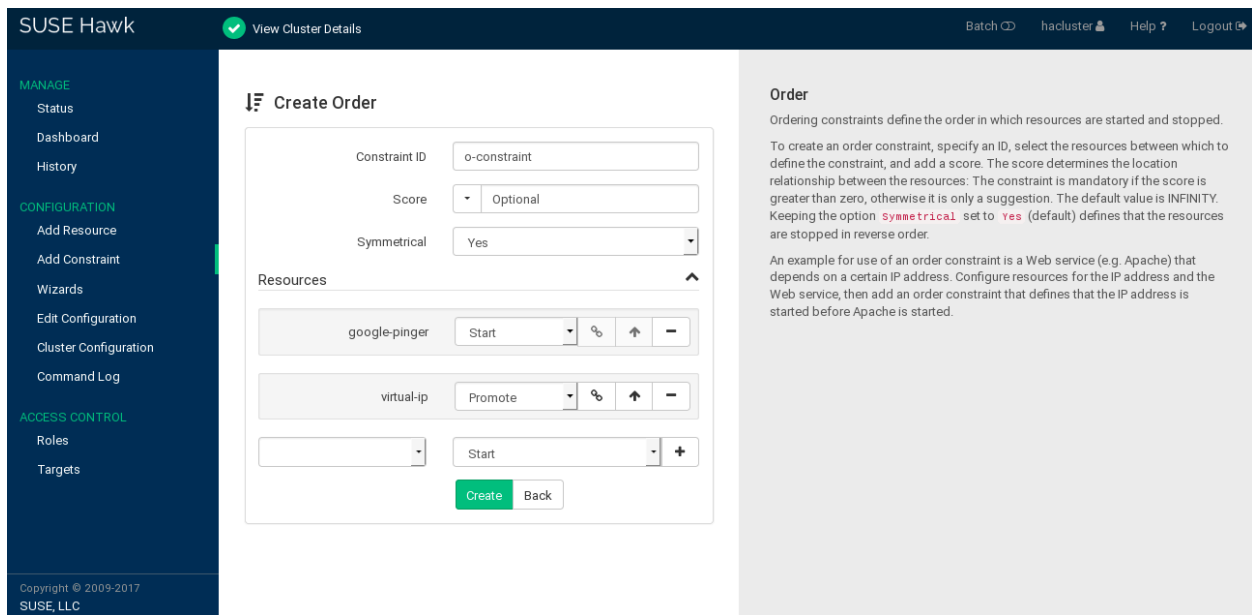 SUSE Hawk
View Cluster Details
Batch
hacluster
Help ?
Logout
MANAGE
Status
Dashboard
History
CONFIGURATION
Add Resource
Add Constraint
Wizards
Edit Configuration
Cluster Configuration
Command Log
ACCESS CONTROL
Roles
Targets
Copyright © 2009-2017
SUSE, LLC
Create Order
Constraint ID
o-constraint
Score
Optional
Symmetrical
Yes
Resources
google-pinger
Start
virtual-ip
Promote
Start
Create
Back
Order
Ordering constraints define the order in which resources are started and stopped.
To create an order constraint, specify an ID, select the resources between which to
define the constraint, and add a score. The score determines the location
relationship between the resources: The constraint is mandatory if the score is
greater than zero, otherwise it is only a suggestion. The default value is INFINITY.
Keeping the option Symmetrical set to Yes (default) defines that the resources
are stopped in reverse order.
An example for use of an order constraint is a Web service (e.g. Apache) that
depends on a certain IP address. Configure resources for the IP address and the
Web service, then add an order constraint that defines that the IP address is
started before Apache is started.